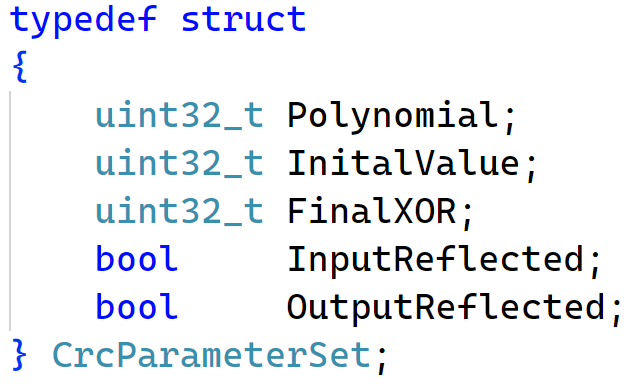 typedef struct
{
    uint32_t Polynomial;
    uint32_t InitalValue;
    uint32_t FinalXOR;
    bool     InputReflected;
    bool     OutputReflected;
} CrcParameterSet;